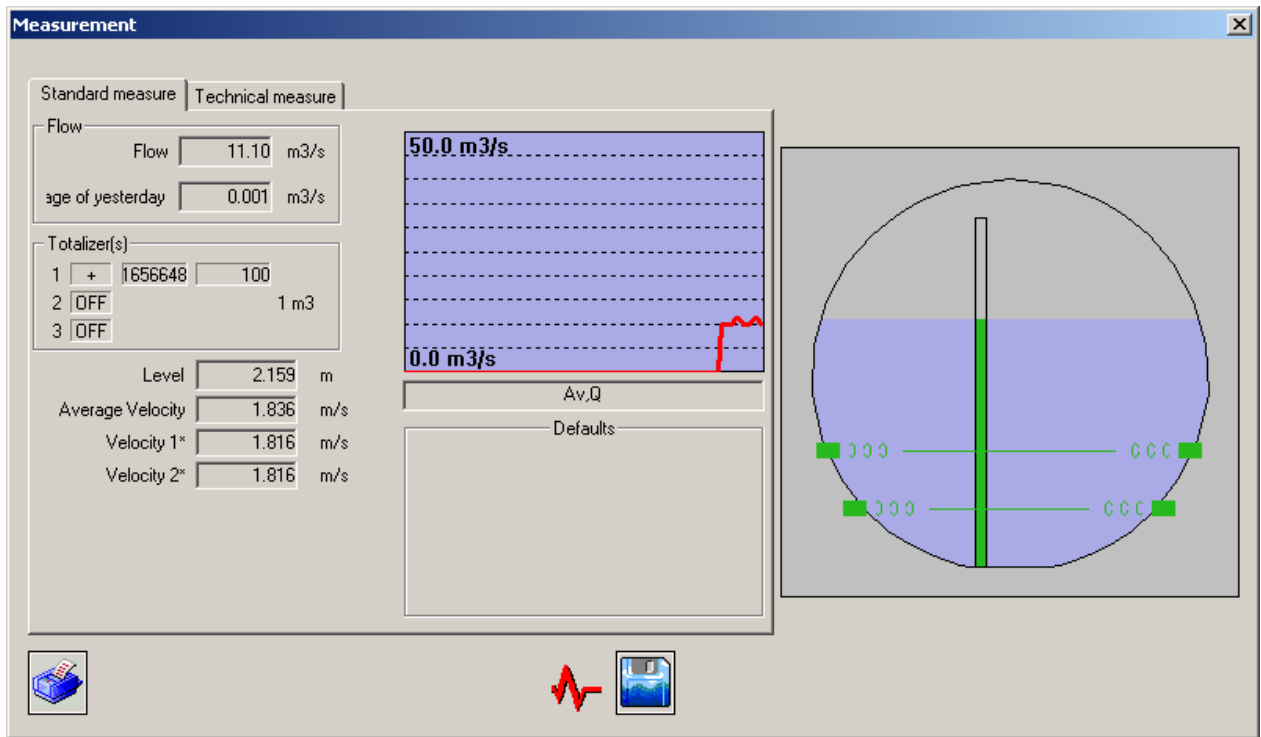 Measurement
Standard measure Technical measure
Flow
Flow 11.10 m3/s
age of yesterday 0.001 m3/s
Totalizer(s)
1 + 1656648 100
2 OFF 1 m3
3 OFF
Level 2.159 m
Average Velocity 1.836 m/s
Velocity 1* 1.816 m/s
Velocity 2* 1.816 m/s
50.0 m3/s
0.0 m3/s
Av,Q
Defaults